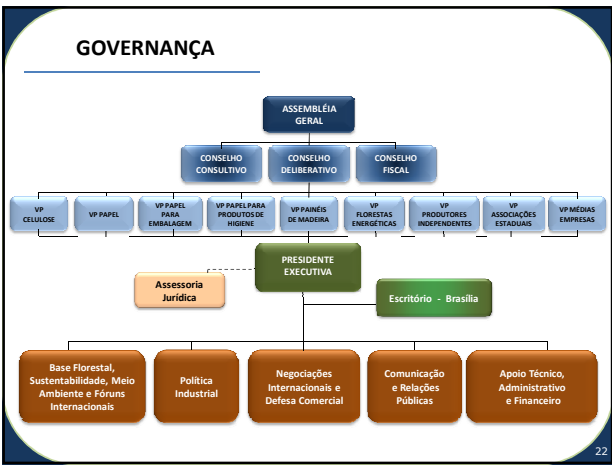 GOVERNANÇA
ASSEMBLÉIA
GERAL
CONSELHO
CONSULTIVO
CONSELHO
DELIBERATIVO
CONSELHO
FISCAL
VP
CELULOSE
VP PAPEL
VP PAPEL
PARA
EMBALAGEM
VP PAPEL PARA
PRODUTOS DE
HIGIENE
VP PAINÉIS
DE MADEIRA
VP
FLORESTAS
ENERGÉTICAS
VP
PRODUTORES
INDEPENDENTES
VP
ASSOCIAÇÕES
ESTADUAIS
VP MÉDIAS
EMPRESAS
PRESIDENTE
EXECUTIVA
Assessoria
Jurídica
Escritório - Brasília
Base Florestal,
Sustentabilidade, Meio
Ambiente e Fóruns
Internacionais
Política
Industrial
Negociações
Internacionais e
Defesa Comercial
Comunicação
e Relações
Públicas
Apoio Técnico,
Administrativo
e Financeiro
22